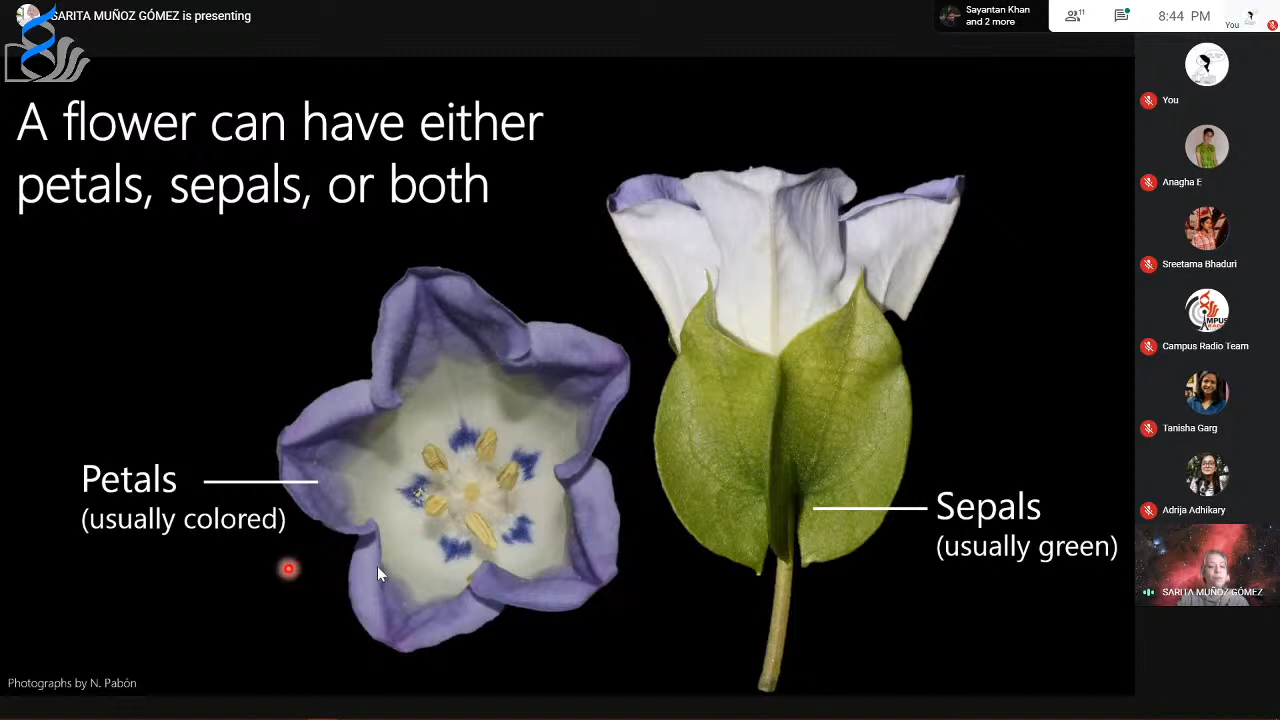 SARITA MUÑOZ GÓMEZ is presenting
Sayantan Khan
and 2 more
11
8:44 PM
You
A flower can have either
petals, sepals, or both
Petals
(usually colored)
Sepals
(usually green)
Photographs by N. Pabón
You
Anagha E
Sreetama Bhaduri
Campus Radio Team
Tanisha Garg
Adrija Adhikary
SARITA MUÑOZ GÓMEZ